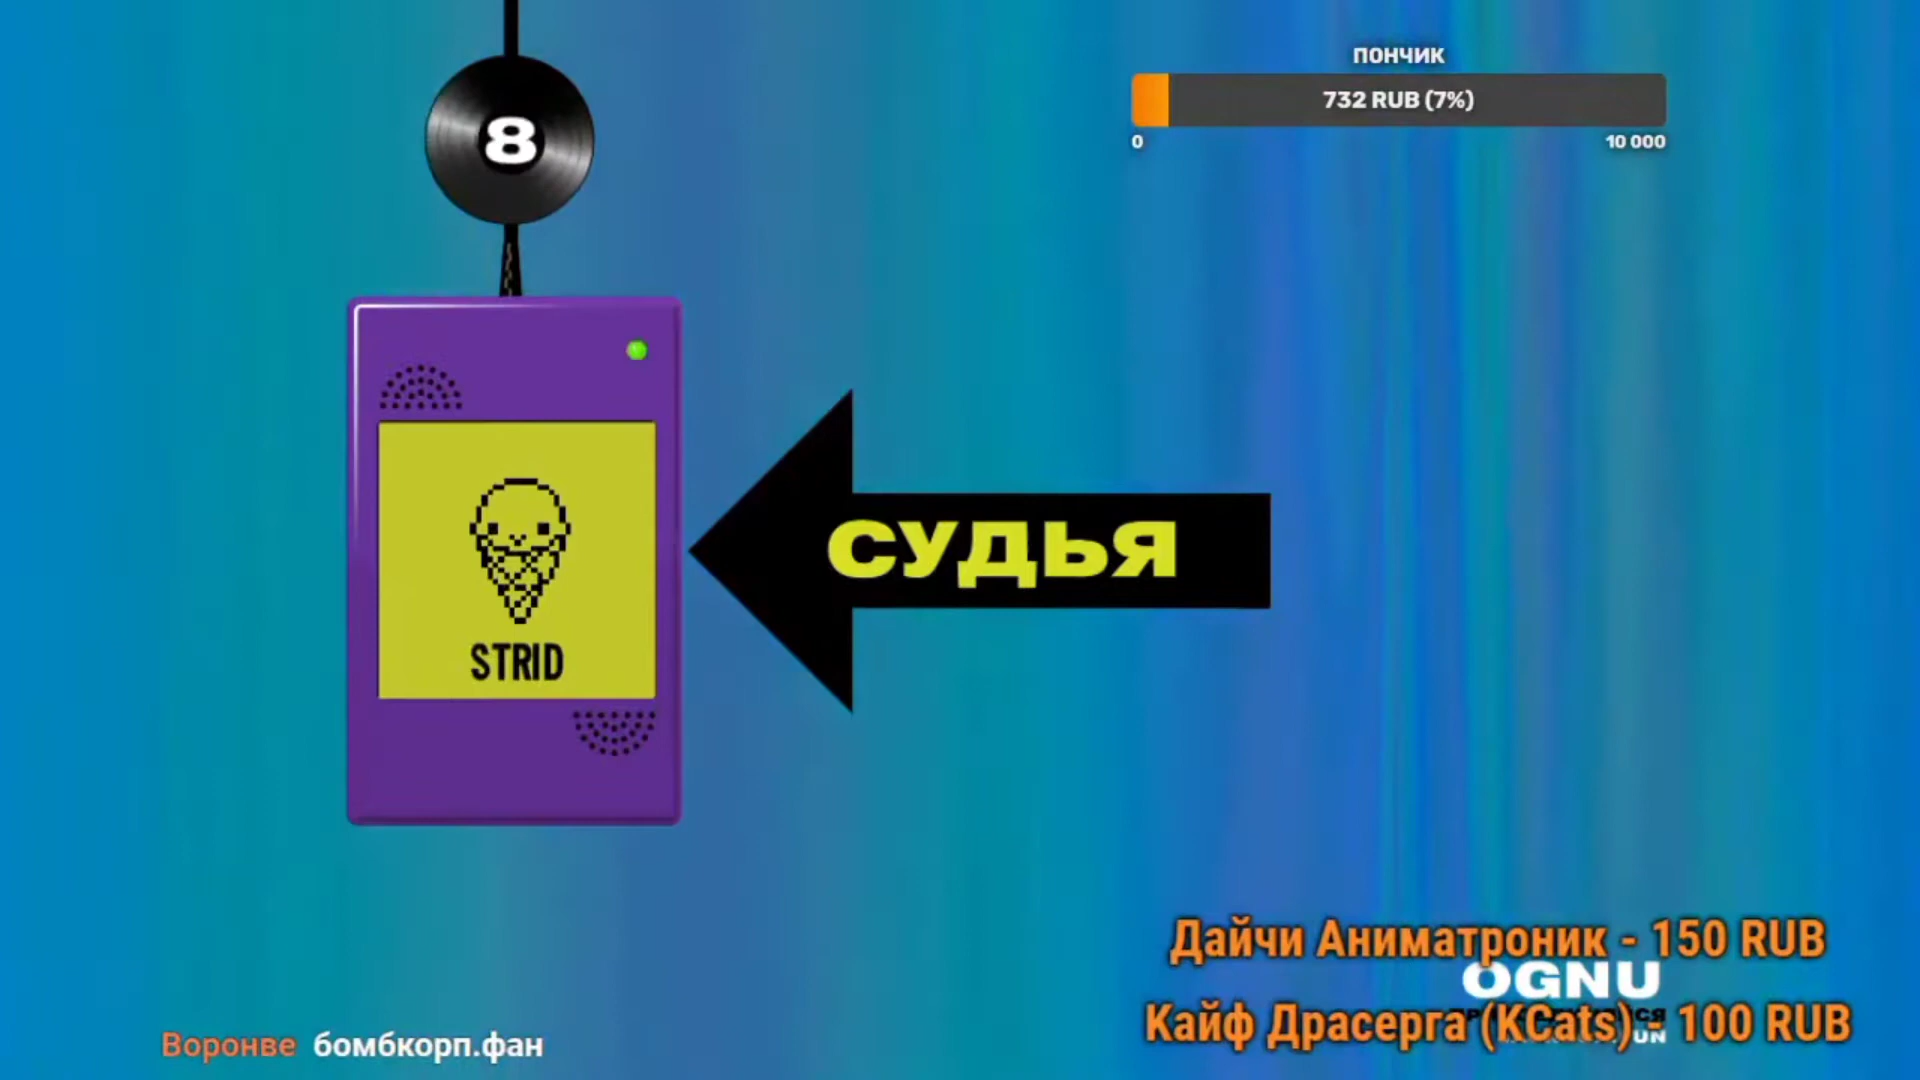 8
ПОНЧИК
732 RUB (7%)
0 10 000
СУДЬЯ
STRID
Дайчи Аниматроник - 150 RUB
OGNU
Кайф Драсерга (KCats) - 100 RUB
Воронве бомбкорп.фан